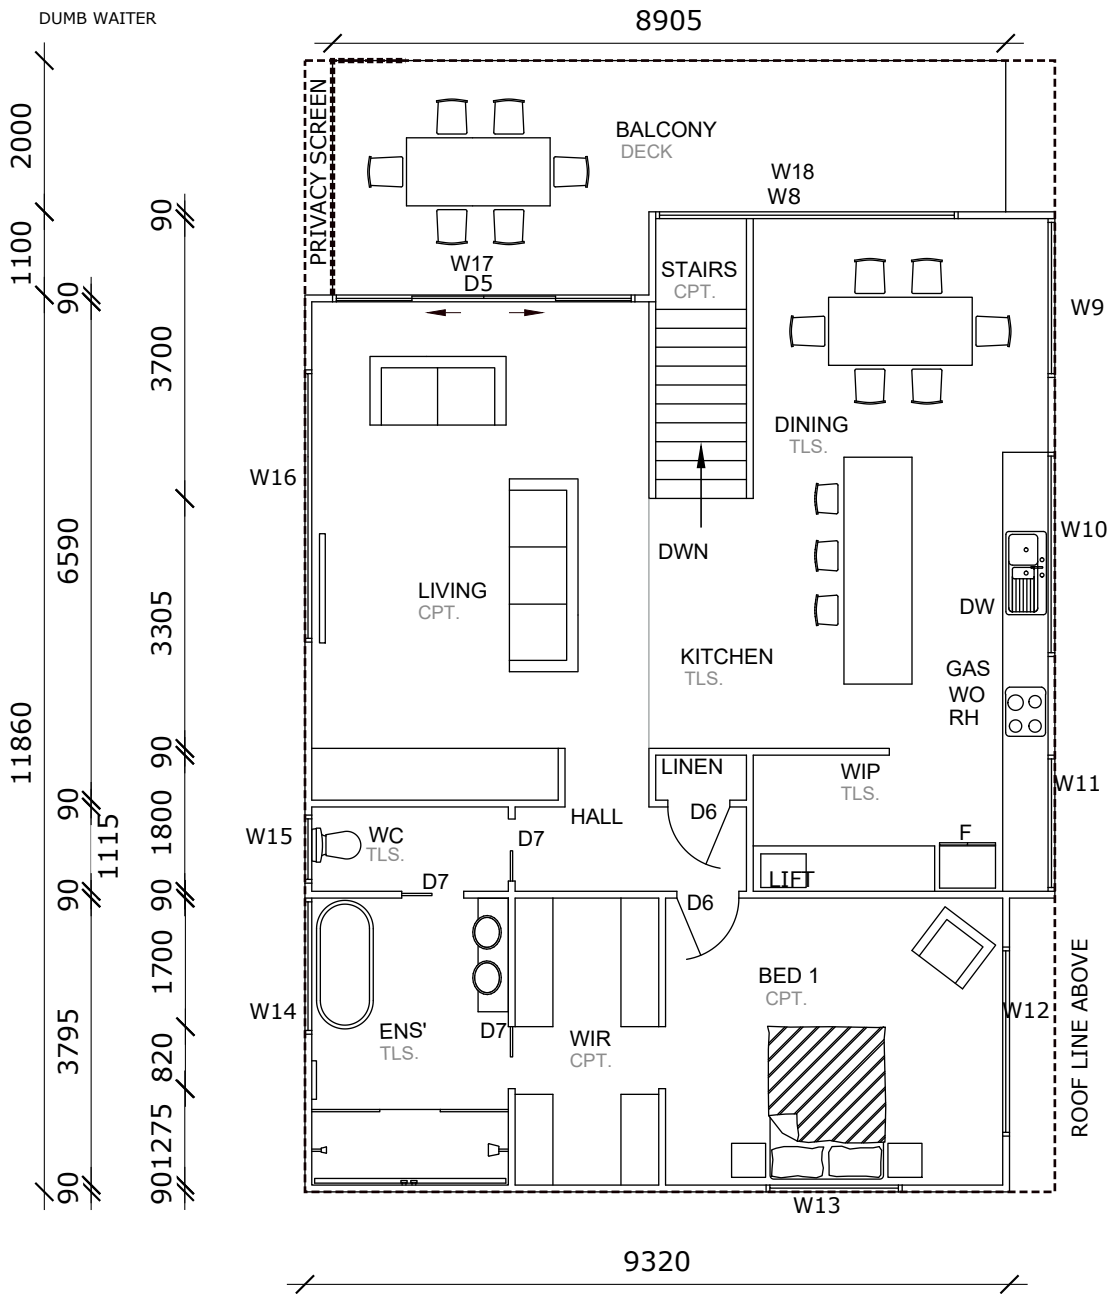 DUMB WAITER
8905
2000
1100
11860
90
6590
90
1115
90
3795
90
90
3700
3305
90
1800
90
1700
820
1275
90
PRIVACY SCREEN
BALCONY
DECK
W18
W8
W17
D5
STAIRS
CPT.
W9
DINING
TLS.
W16
W10
DWN
LIVING
CPT.
DW
KITCHEN
TLS.
GAS
WO
RH
LINEN
WIP
TLS.
W11
HALL
D6
W15
WC
TLS.
D7
F
D7
LIFT
D6
BED 1
CPT.
W14
ENS'
TLS.
D7
WIR
CPT.
W12
ROOF LINE ABOVE
W13
9320